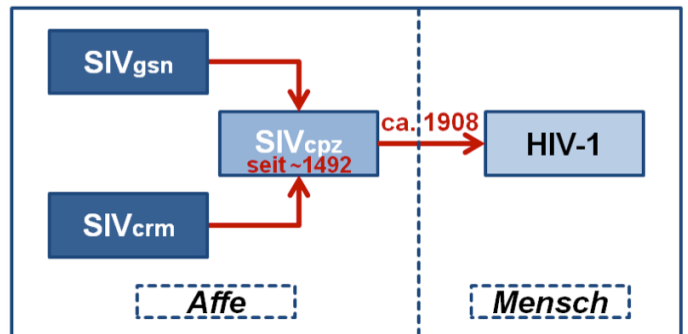 SIVgsn
SIVcpz
seit ~1492
ca. 1908
HIV-1
SIVcrm
Affe
Mensch